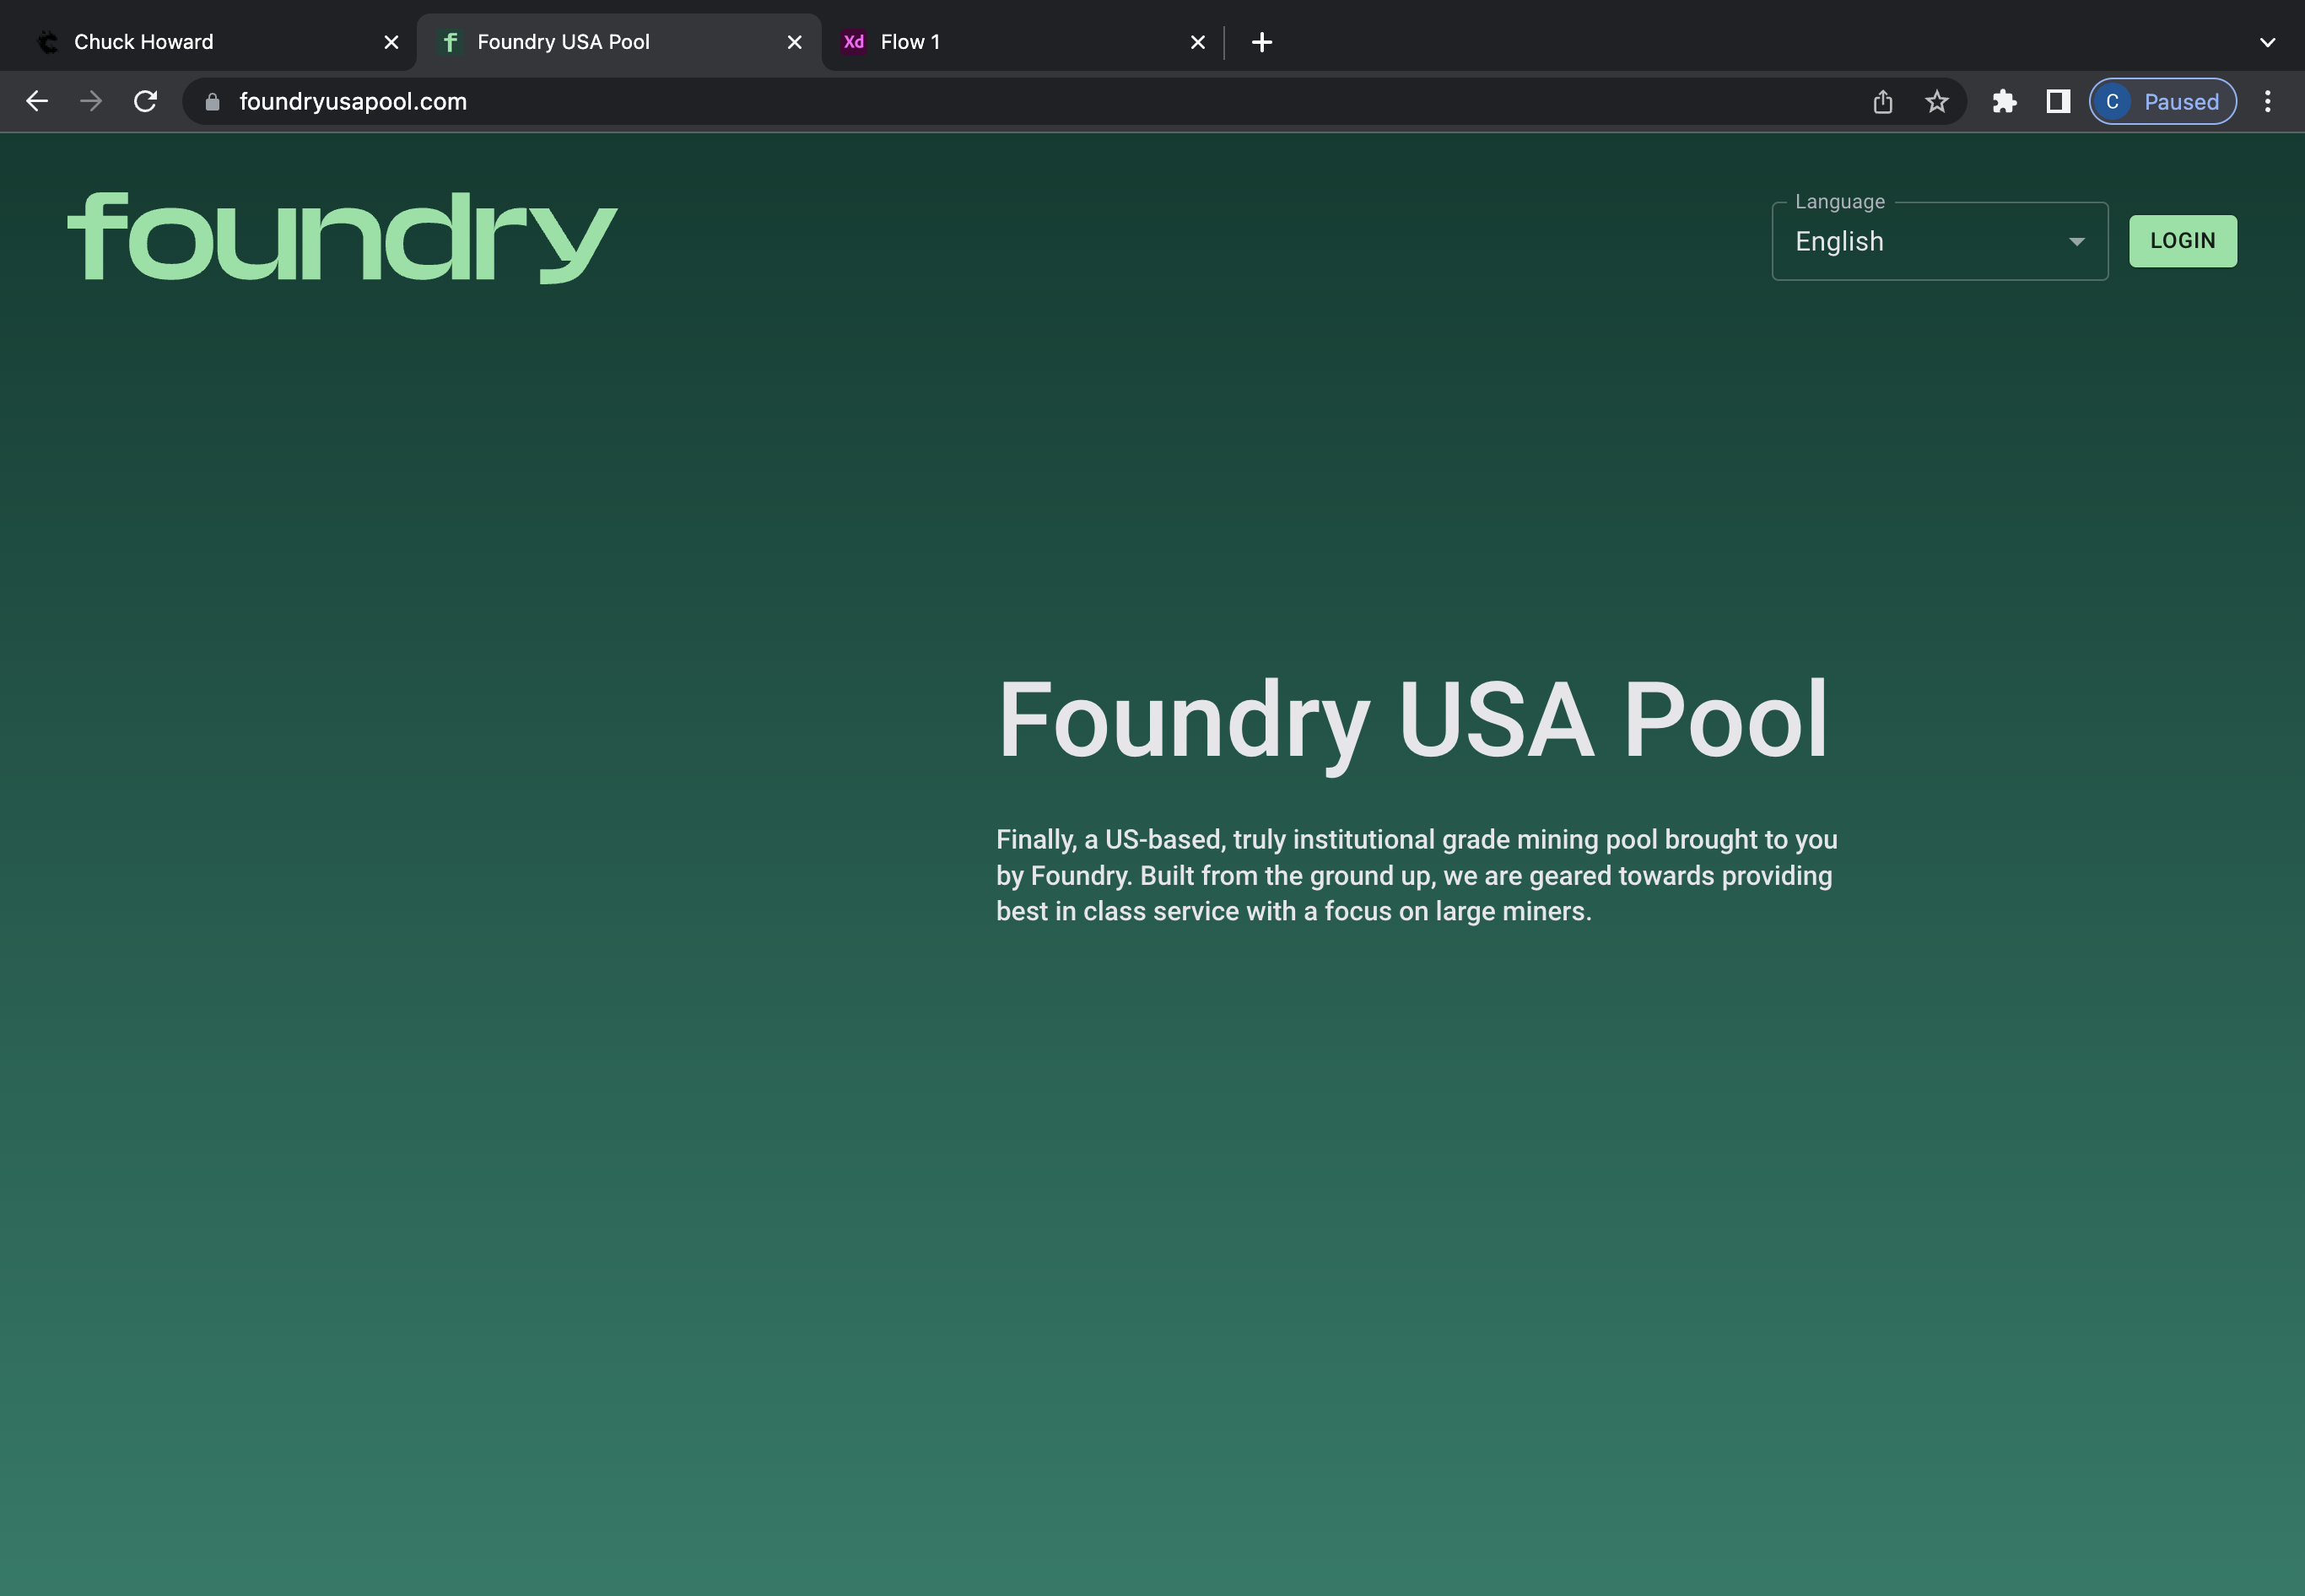 Chuck Howard
f Foundry USA Pool
Xd Flow 1
foundryusapool.com
C Paused
foundry
Language
English
LOGIN
Foundry USA Pool
Finally, a US-based, truly institutional grade mining pool brought to you
by Foundry. Built from the ground up, we are geared towards providing
best in class service with a focus on large miners.